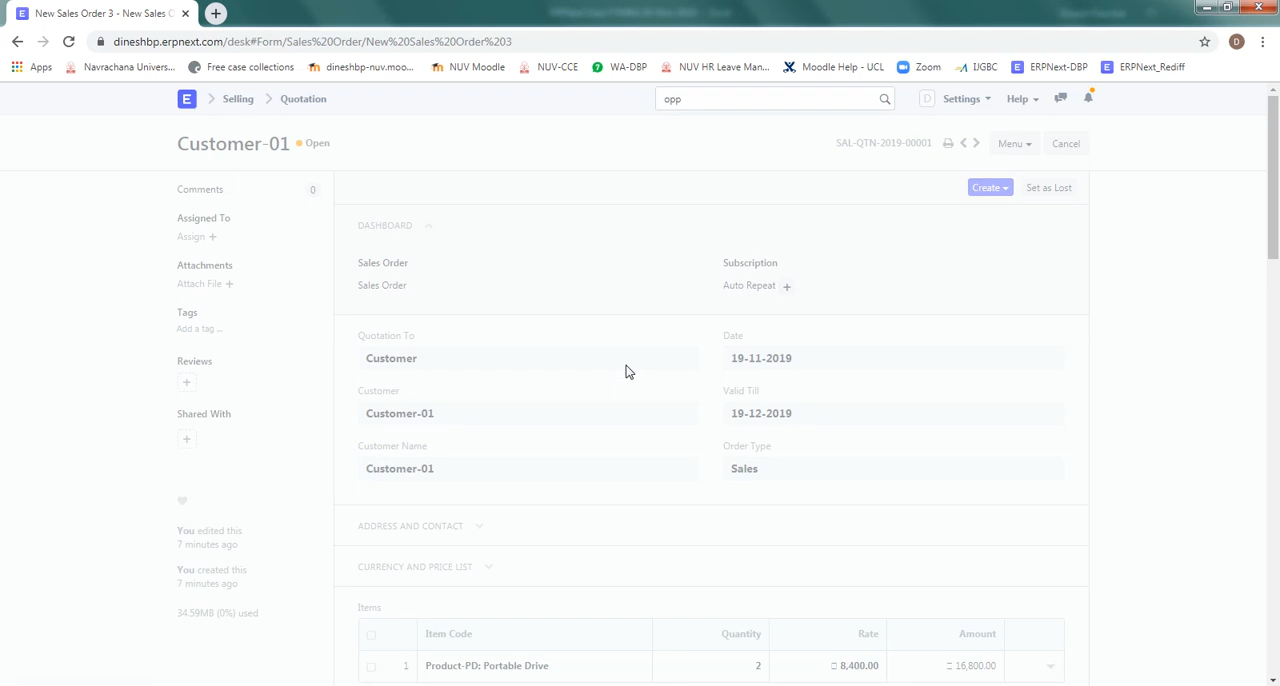 New Sales Order 3 - New Sales O
dineshbp.erpnext.com/desk#Form/Sales%20Order/New%20Sales%20Order%203
D
Apps
Navrachana Univers...
Free case collections
dineshbp-nuv.moo...
NUV Moodle
NUV-CCE
WA-DBP
NUV HR Leave Man...
Moodle Help - UCL
Zoom
IJGBC
ERPNext-DBP
ERPNext_Rediff
E
Selling
Quotation
opp
D
Settings
Help
Customer-01
Open
SAL-QTN-2019-00001
Menu
Cancel
Comments
0
Create
Set as Lost
Assigned To
Assign +
DASHBOARD
Attachments
Attach File +
Sales Order
Subscription
Sales Order
Auto Repeat +
Tags
Add a tag ...
Quotation To
Date
Customer
19-11-2019
Reviews
+
Customer
Valid Till
Customer-01
19-12-2019
Shared With
+
Customer Name
Order Type
Customer-01
Sales
You edited this
7 minutes ago
ADDRESS AND CONTACT
You created this
7 minutes ago
CURRENCY AND PRICE LIST
34.59MB (0%) used
Items
Item Code
Quantity
Rate
Amount
1
Product-PD: Portable Drive
2
8,400.00
16,800.00